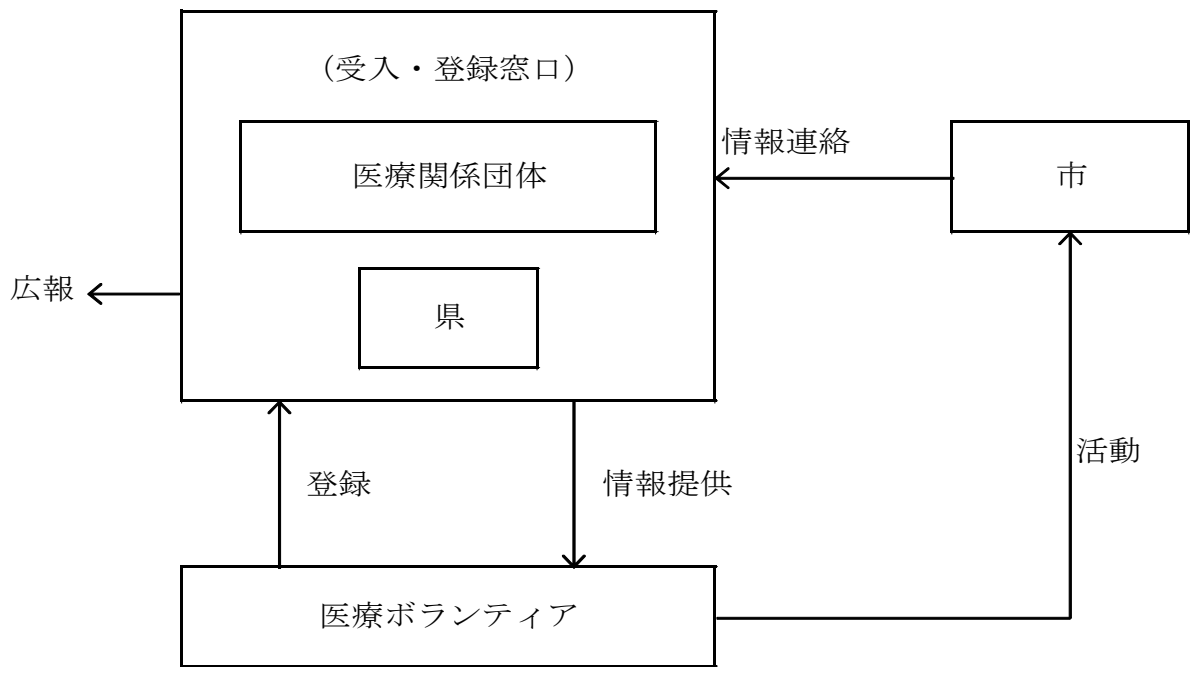 （受入・登録窓口）
医療関係団体
情報連絡
市
広報
県
登録
情報提供
活動
医療ボランティア